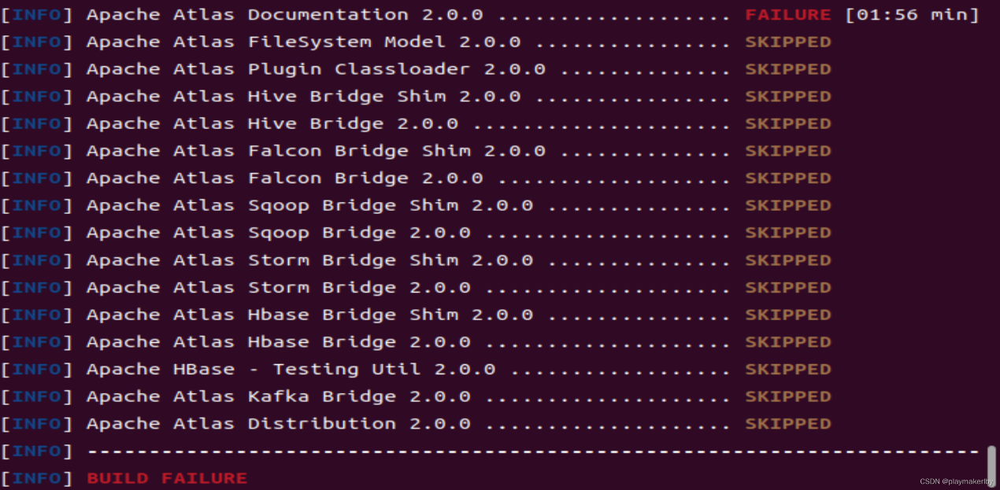 [INFO] Apache Atlas Documentation 2.0.0 ................... FAILURE [01:56 min]
[INFO] Apache Atlas FileSystem Model 2.0.0 ................ SKIPPED
[INFO] Apache Atlas Plugin Classloader 2.0.0 .............. SKIPPED
[INFO] Apache Atlas Hive Bridge Shim 2.0.0 ................ SKIPPED
[INFO] Apache Atlas Hive Bridge 2.0.0 ..................... SKIPPED
[INFO] Apache Atlas Falcon Bridge Shim 2.0.0 .............. SKIPPED
[INFO] Apache Atlas Falcon Bridge 2.0.0 ................... SKIPPED
[INFO] Apache Atlas Sqoop Bridge Shim 2.0.0 ............... SKIPPED
[INFO] Apache Atlas Sqoop Bridge 2.0.0 .................... SKIPPED
[INFO] Apache Atlas Storm Bridge Shim 2.0.0 ............... SKIPPED
[INFO] Apache Atlas Storm Bridge 2.0.0 .................... SKIPPED
[INFO] Apache Atlas Hbase Bridge Shim 2.0.0 ............... SKIPPED
[INFO] Apache Atlas Hbase Bridge 2.0.0 .................... SKIPPED
[INFO] Apache HBase - Testing Util 2.0.0 .................. SKIPPED
[INFO] Apache Atlas Kafka Bridge 2.0.0 .................... SKIPPED
[INFO] Apache Atlas Distribution 2.0.0 .................... SKIPPED
[INFO] ------------------------------------------------------------------------
[INFO] BUILD FAILURE
CSDN @playmakerlby